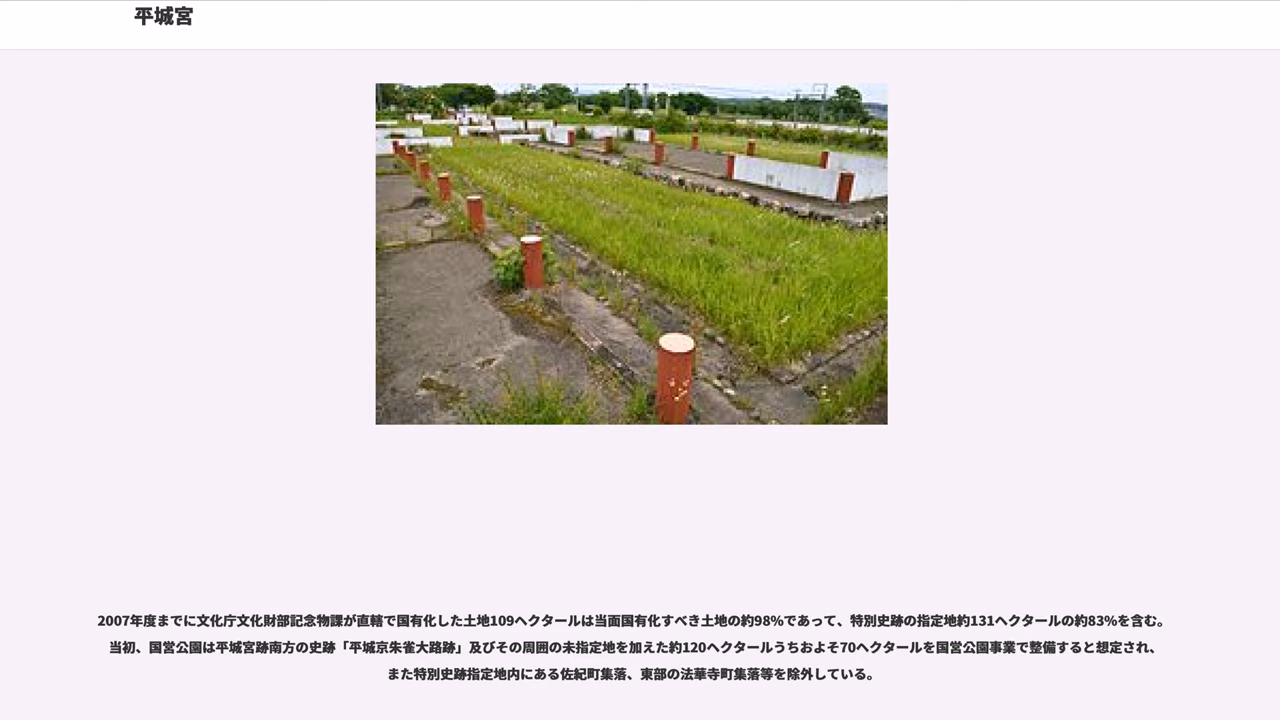 平城宮
2007年度までに文化庁文化財部記念物課が直轄で国有化した土地109ヘクタールは当面国有化すべき土地の約98%であって、特別史跡の指定地約131ヘクタールの約83%を含む。
当初、国営公園は平城宮跡南方の史跡「平城京朱雀大路跡」及びその周囲の未指定地を加えた約120ヘクタールうちおよそ70ヘクタールを国営公園事業で整備すると想定され、
また特別史跡指定地内にある佐紀町集落、東部の法華寺町集落等を除外している。